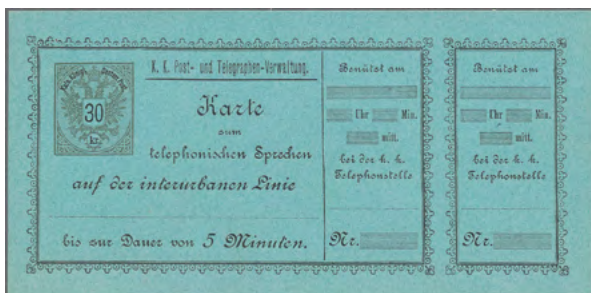 K. K. Post- und Telegraphen-Verwaltung.
30
kr.
Karte
zum
telephonischen Sprechen
auf der interurbanen Linie
bis zur Dauer von 5 Minuten.
Benützt am
Uhr Min.
mitt.
bei der k. k.
Telephonstelle
Nr.
Benützt am
Uhr Min.
mitt.
bei der k. k.
Telephonstelle
Nr.